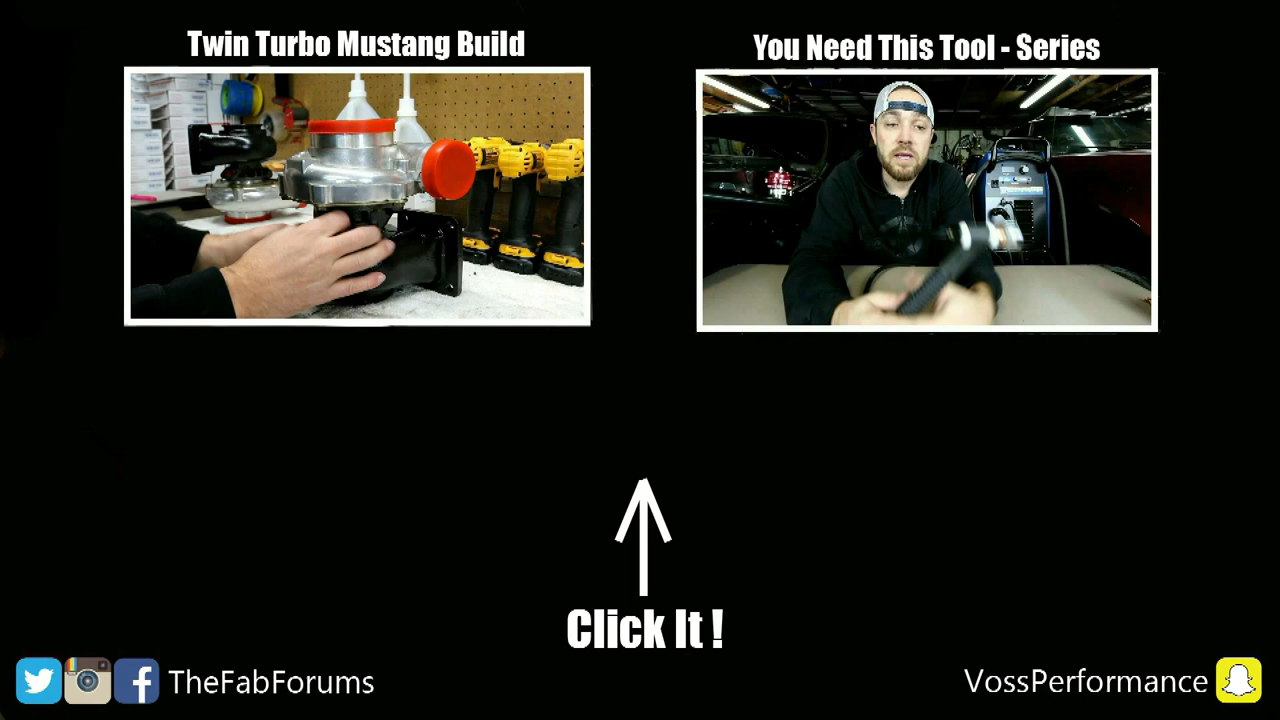 Twin Turbo Mustang Build
You Need This Tool - Series
Click It !
TheFabForums
VossPerformance